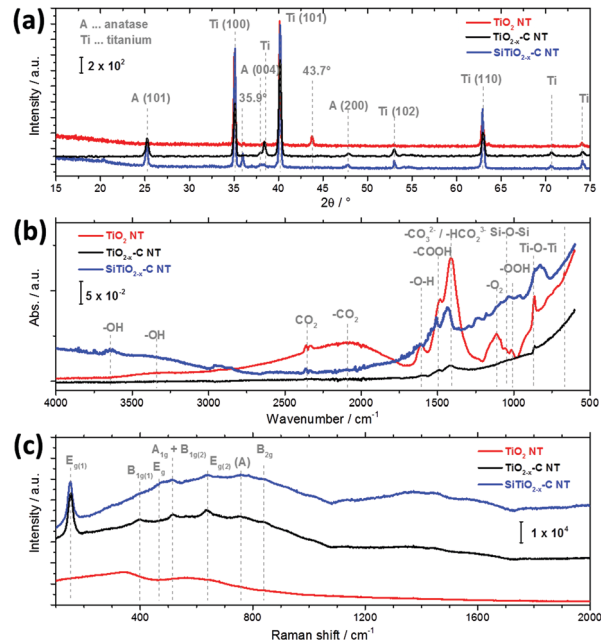 (a)
A ... anatase
Ti ... titanium
2 x 10²
A (101)
Ti (100)
35.9°
A (004)
Ti
Ti (101)
43.7°
A (200)
Ti (102)
Ti (110)
Ti
Ti
TiO₂ NT
TiO₂₋ₓ-C NT
SiTiO₂₋ₓ-C NT
Intensity / a.u.
15 20 25 30 35 40 45 50 55 60 65 70 75
2θ / °
(b)
TiO₂ NT
TiO₂₋ₓ-C NT
SiTiO₂₋ₓ-C NT
5 x 10⁻²
-OH
-OH
CO₂
-CO₂
-O-H
-CO₃²⁻ / -HCO₂³⁻
-COOH
Si-O-Si
-O₂
-OOH
Ti-O-Ti
Abs. / a.u.
4000 3500 3000 2500 2000 1500 1000 500
Wavenumber / cm⁻¹
(c)
E_g(1)
B_1g(1)
E_g
A_1g + B_1g(2)
E_g(2) (A)
B_2g
TiO₂ NT
TiO₂₋ₓ-C NT
SiTiO₂₋ₓ-C NT
1 x 10⁴
Intensity / a.u.
400 800 1200 1600 2000
Raman shift / cm⁻¹